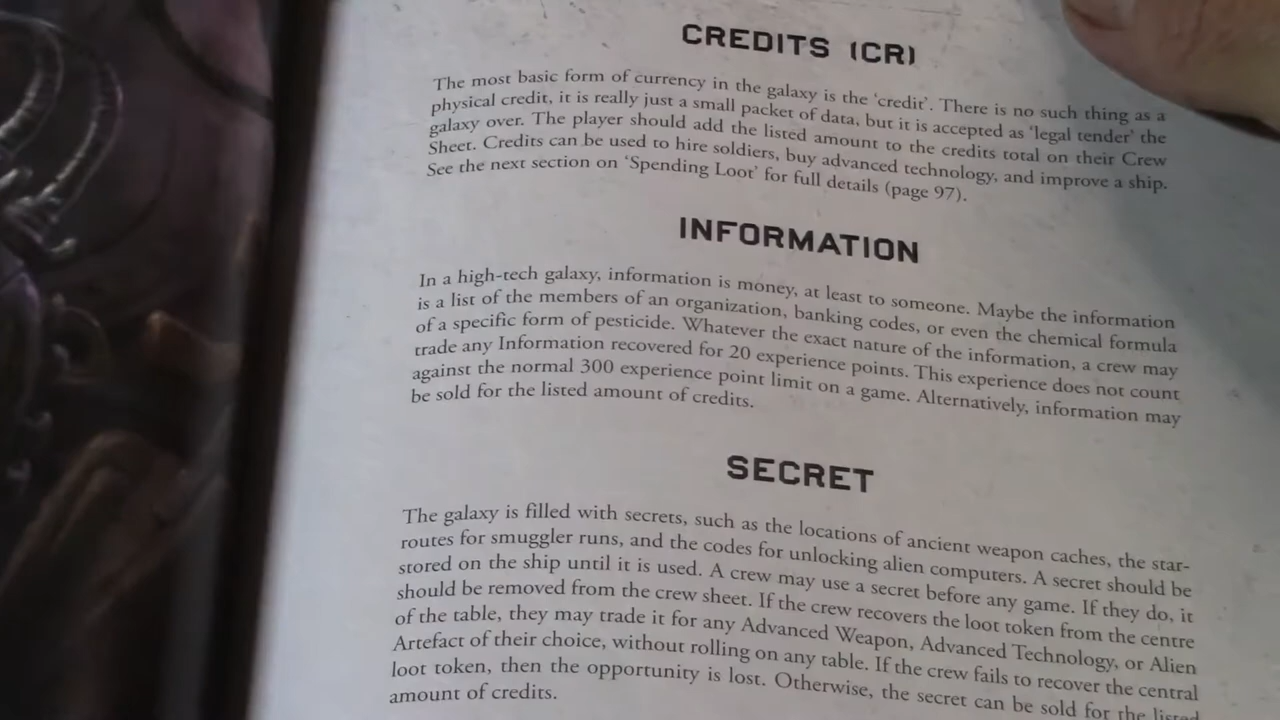 CREDITS (CR)
The most basic form of currency in the galaxy is the ‘credit’. There is no such thing as a
physical credit, it is really just a small packet of data, but it is accepted as ‘legal tender’ the
galaxy over. The player should add the listed amount to the credits total on their Crew
Sheet. Credits can be used to hire soldiers, buy advanced technology, and improve a ship.
See the next section on ‘Spending Loot’ for full details (page 97).
INFORMATION
In a high-tech galaxy, information is money, at least to someone. Maybe the information
is a list of the members of an organization, banking codes, or even the chemical formula
of a specific form of pesticide. Whatever the exact nature of the information, a crew may
trade any Information recovered for 20 experience points. This experience does not count
against the normal 300 experience point limit on a game. Alternatively, information may
be sold for the listed amount of credits.
SECRET
The galaxy is filled with secrets, such as the locations of ancient weapon caches, the star-
routes for smuggler runs, and the codes for unlocking alien computers. A secret should be
stored on the ship until it is used. A crew may use a secret before any game. If they do, it
should be removed from the crew sheet. If the crew recovers the loot token from the centre
of the table, they may trade it for any Advanced Weapon, Advanced Technology, or Alien
Artefact of their choice, without rolling on any table. If the crew fails to recover the central
loot token, then the opportunity is lost. Otherwise, the secret can be sold for the listed
amount of credits.